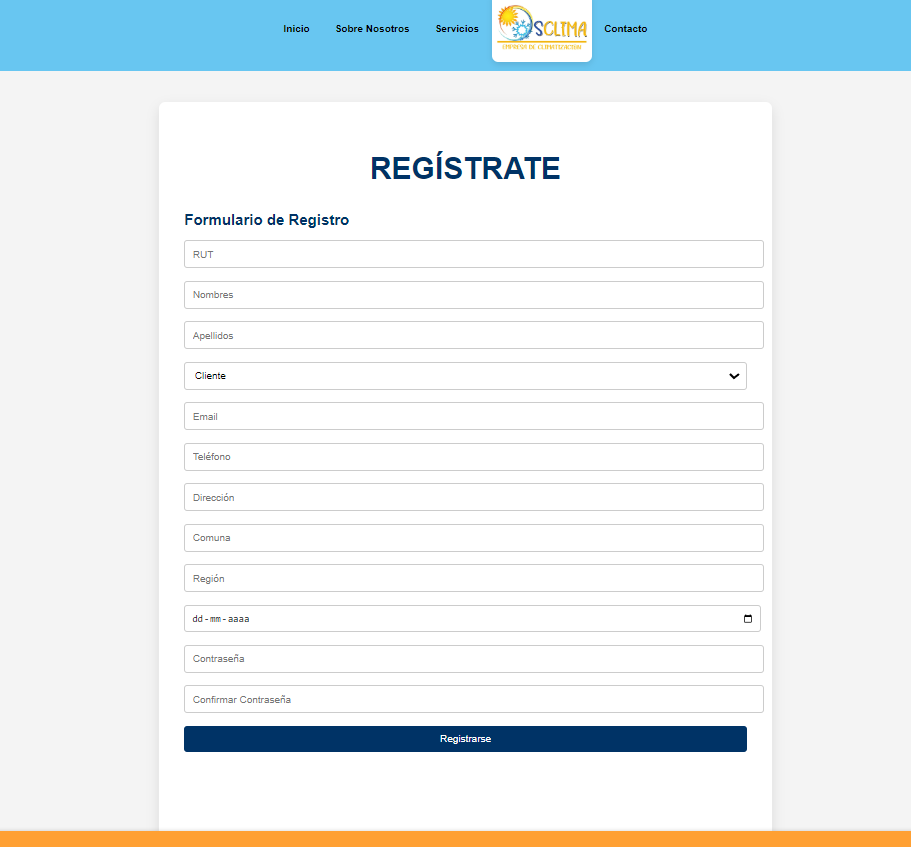 Inicio Sobre Nosotros Servicios OSCLIMA Contacto
EMPRESA DE CLIMATIZACION
REGÍSTRATE
Formulario de Registro
RUT
Nombres
Apellidos
Cliente
Email
Teléfono
Dirección
Comuna
Región
dd-mm-aaaa
Contraseña
Confirmar Contraseña
Registrarse